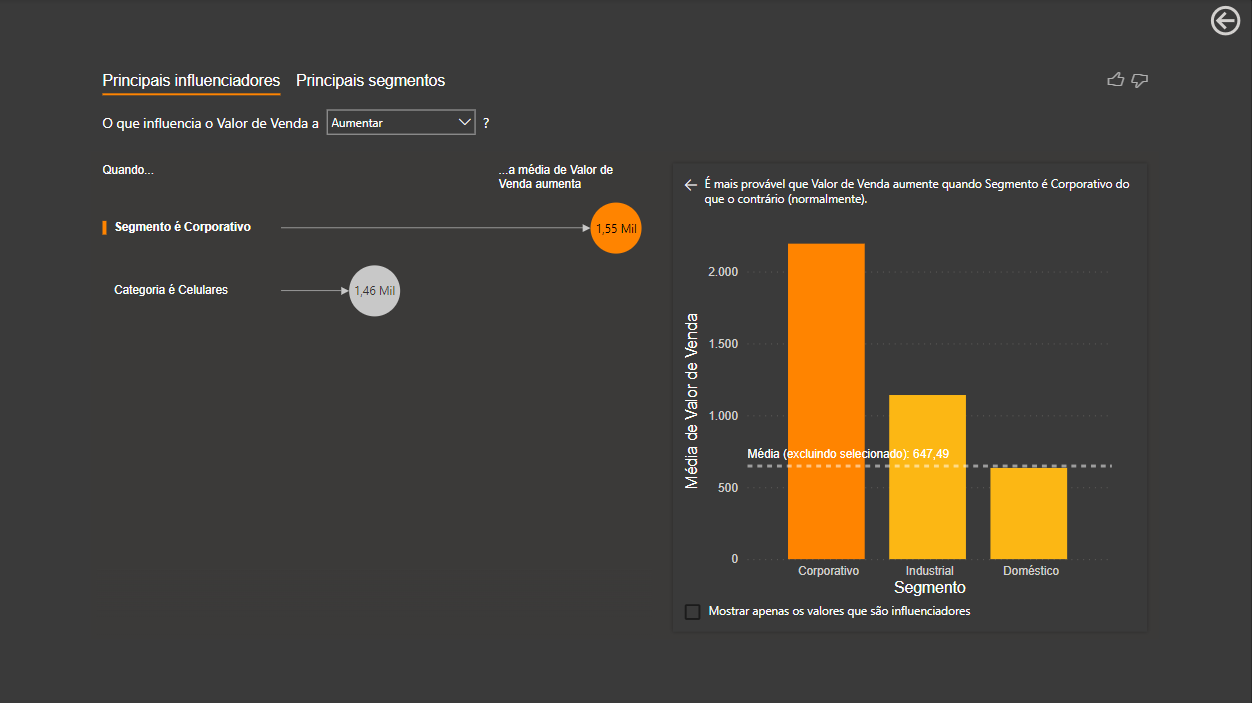 Principais influenciadores Principais segmentos
O que influencia o Valor de Venda a Aumentar ?
Quando...
...a média de Valor de
Venda aumenta
Segmento é Corporativo
1,55 Mil
Categoria é Celulares
1,46 Mil
É mais provável que Valor de Venda aumente quando Segmento é Corporativo do
que o contrário (normalmente).
Média de Valor de Venda
2.000
1.500
1.000
500
0
Média (excluindo selecionado): 647,49
Corporativo Industrial Doméstico
Segmento
Mostrar apenas os valores que são influenciadores